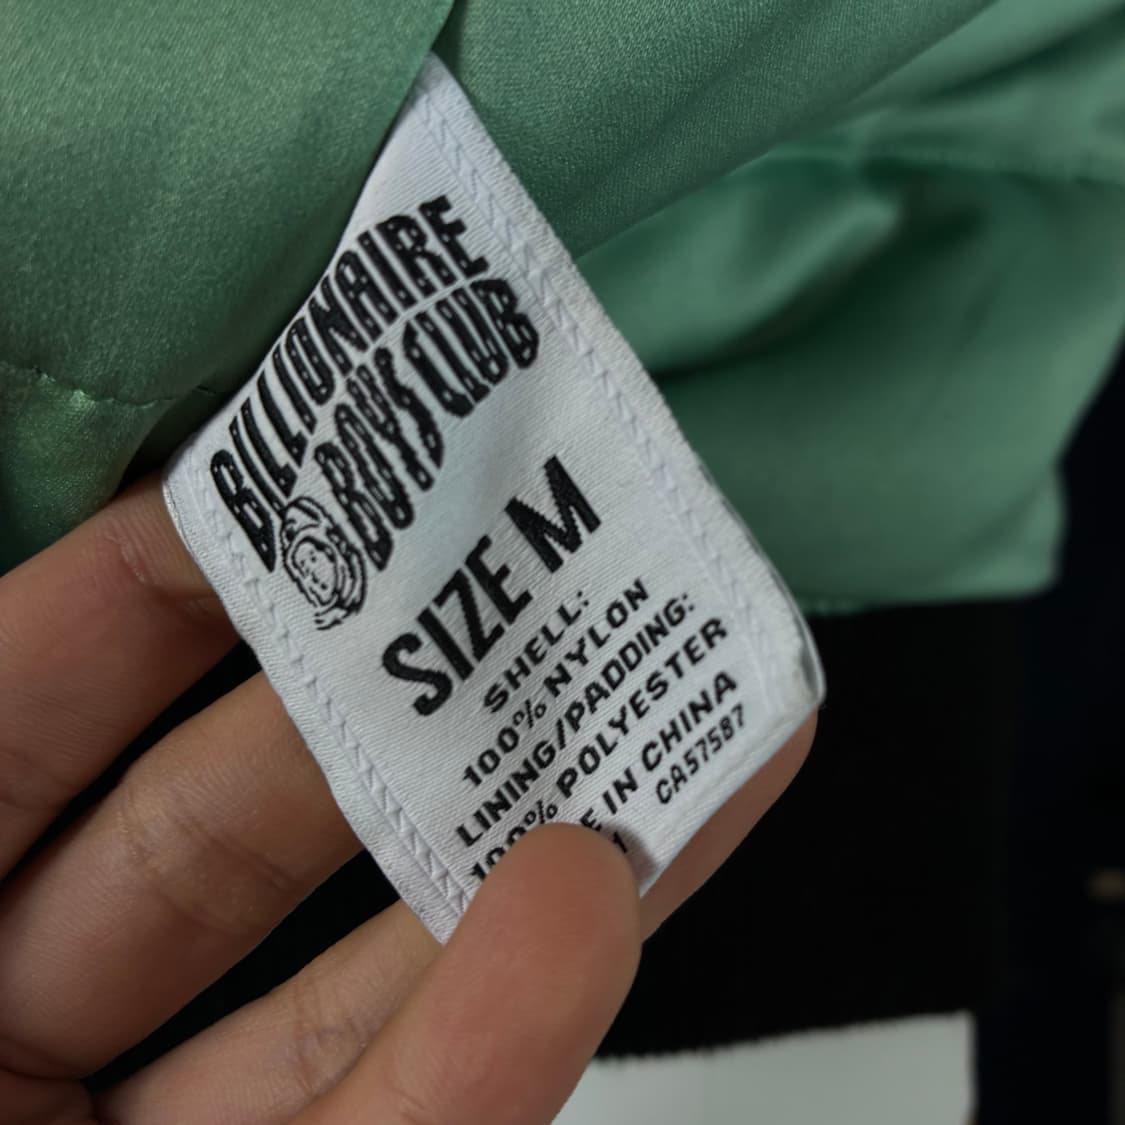 BILLIONAIRE
BOYS CLUB
SIZE M
SHELL:
100% NYLON
LINING/PADDING:
100% POLYESTER
IN CHINA
CA57587